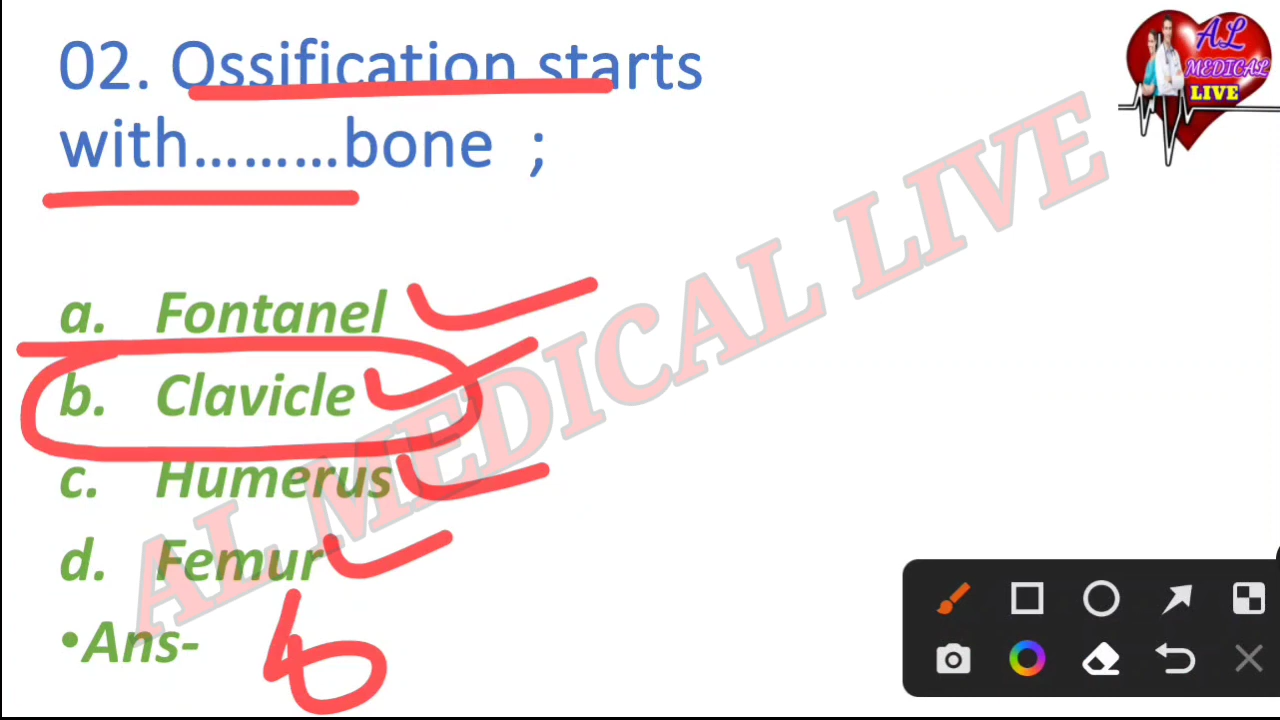 02. Ossification starts
with.........bone ;
a. Fontanel
b. Clavicle
c. Humerus
d. Femur
•Ans- b
AL MEDICAL LIVE
AL
MEDICAL
LIVE